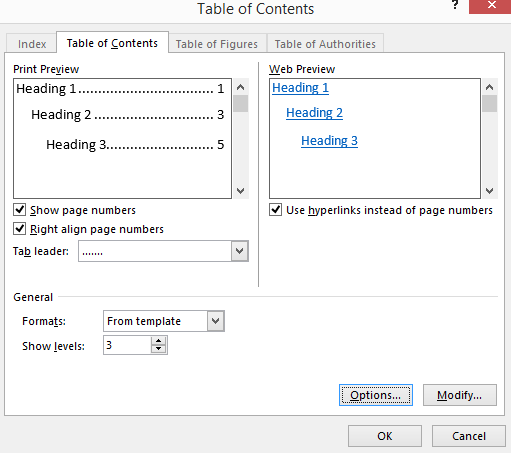 Table of Contents
?
Index
Table of Contents
Table of Figures
Table of Authorities
Print Preview
Heading 1................................ 1
Heading 2............................ 3
Heading 3........................ 5
Show page numbers
Right align page numbers
Tab leader: .......
Web Preview
Heading 1
Heading 2
Heading 3
Use hyperlinks instead of page numbers
General
Formats: From template
Show levels: 3
Options... Modify...
OK Cancel